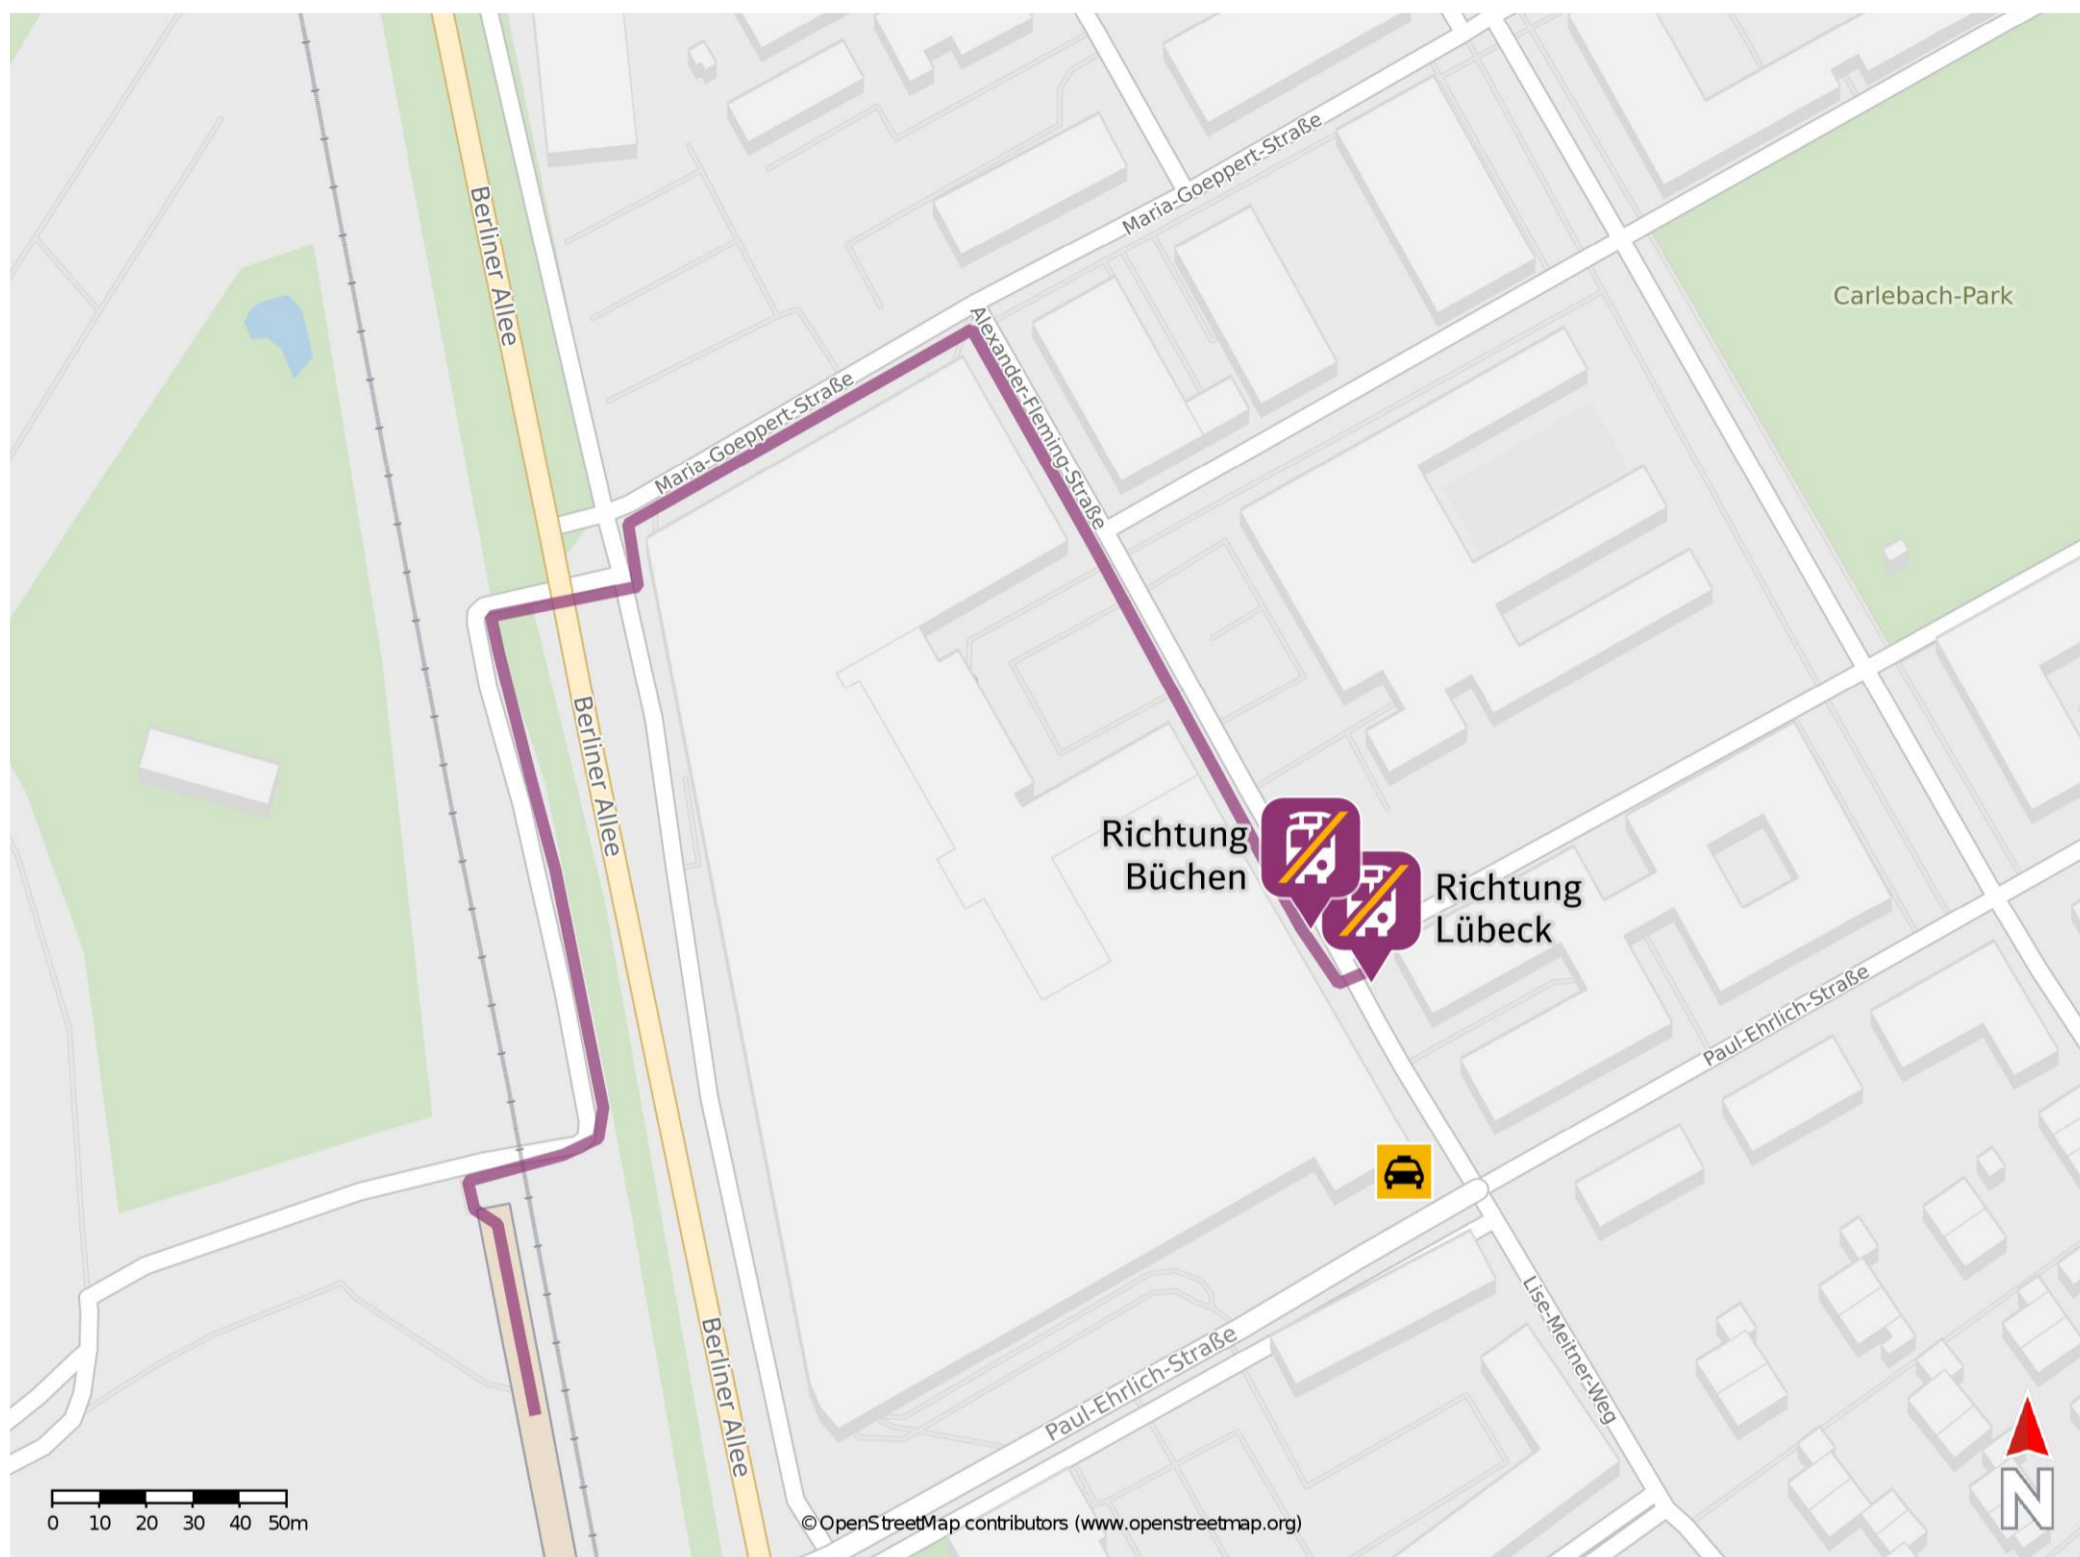 Maria-Goeppert-Straße
Berliner Allee
Carlebach-Park
Alexander-Fleming-Straße
Maria-Goeppert-Straße
Berliner Allee
Richtung
Büchen
Richtung
Lübeck
Paul-Ehrlich-Straße
Lise-Meitner-Weg
Paul-Ehrlich-Straße
Berliner Allee
0 10 20 30 40 50m
© OpenStreetMap contributors (www.openstreetmap.org)
N